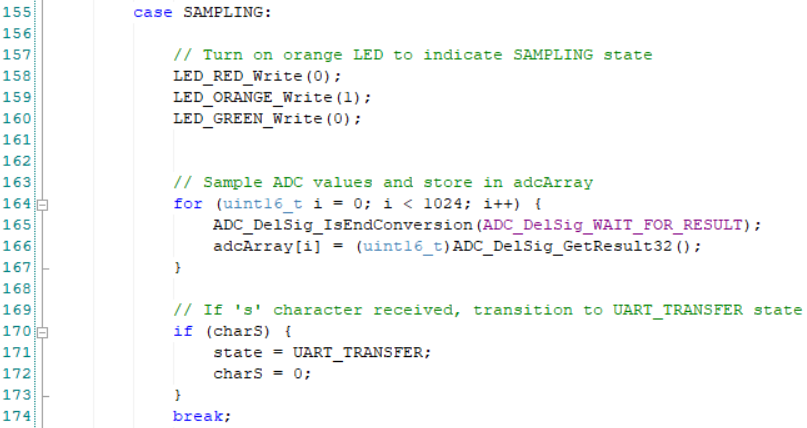 155 case SAMPLING:
156
157 // Turn on orange LED to indicate SAMPLING state
158 LED_RED_Write(0);
159 LED_ORANGE_Write(1);
160 LED_GREEN_Write(0);
161
162
163 // Sample ADC values and store in adcArray
164 for (uint16_t i = 0; i < 1024; i++) {
165 ADC_DelSig_IsEndConversion(ADC_DelSig_WAIT_FOR_RESULT);
166 adcArray[i] = (uint16_t)ADC_DelSig_GetResult32();
167 }
168
169 // If 's' character received, transition to UART_TRANSFER state
170 if (charS) {
171 state = UART_TRANSFER;
172 charS = 0;
173 }
174 break;